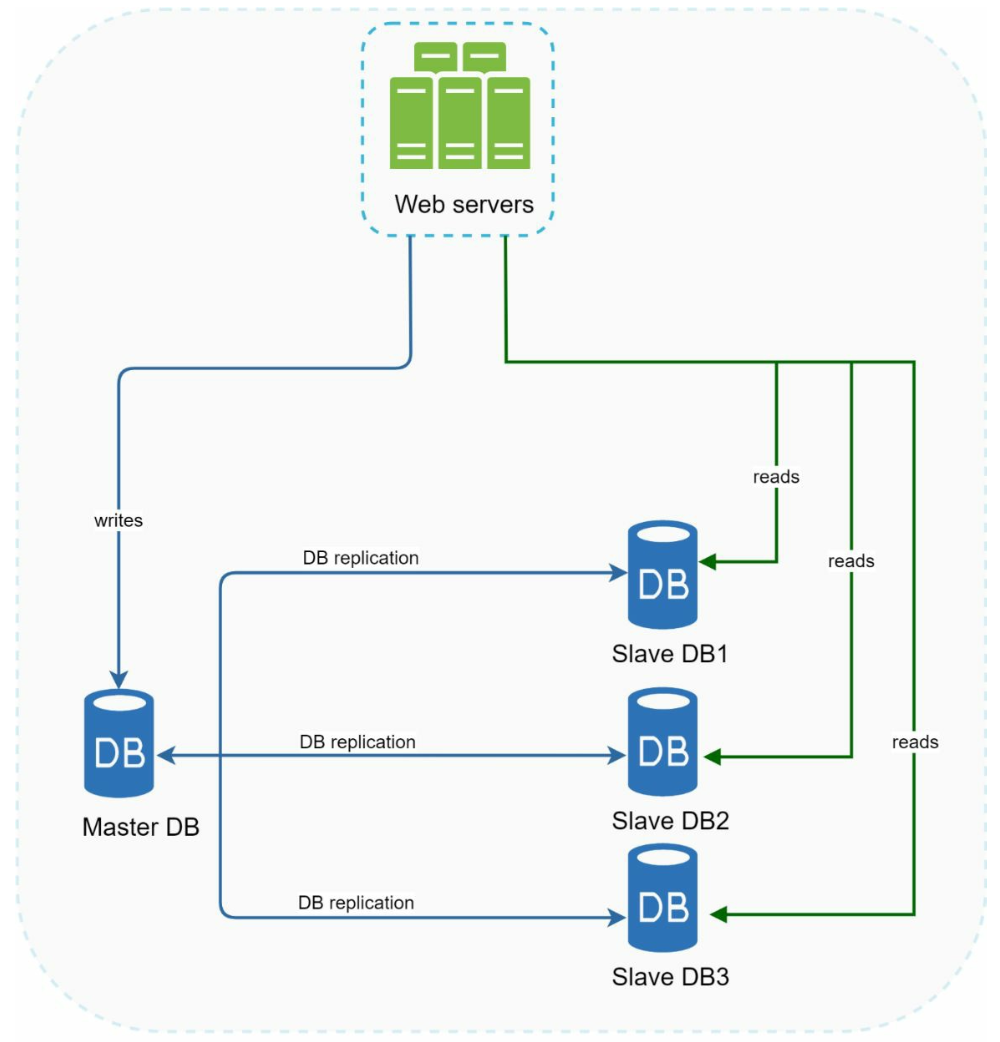 Web servers
reads
writes
DB replication
DB
reads
Slave DB1
DB replication
reads
DB
DB
Master DB
Slave DB2
DB replication
DB
Slave DB3